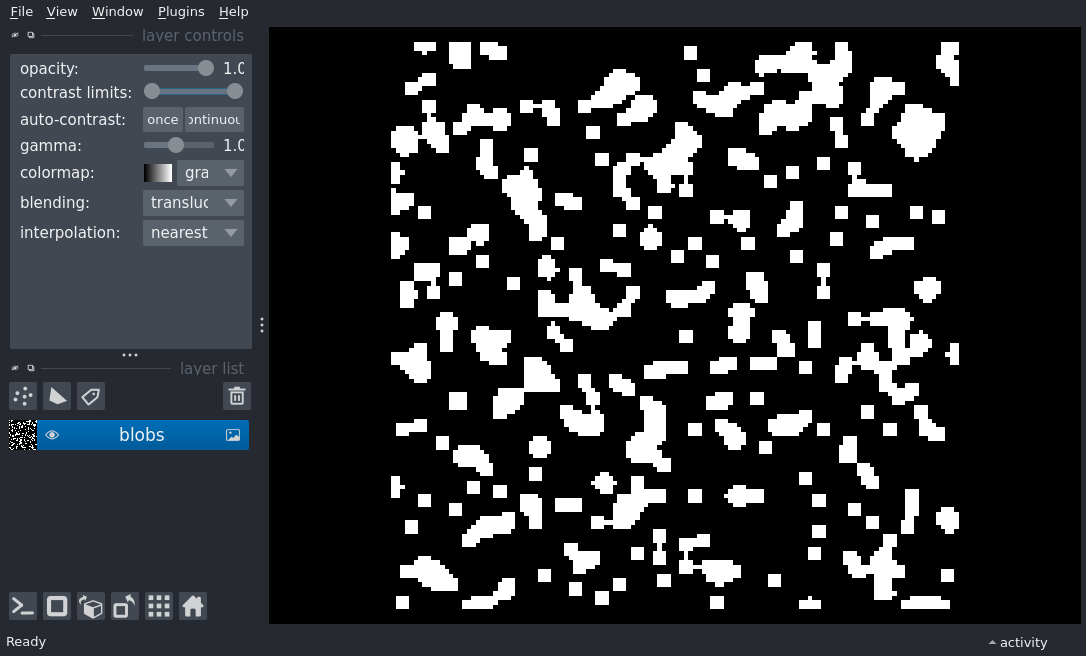 File View Window Plugins Help
layer controls
opacity: 1.0
contrast limits:
auto-contrast: once ontinuou
gamma: 1.0
colormap: gra
blending: transluc
interpolation: nearest
layer list
blobs
Ready
activity